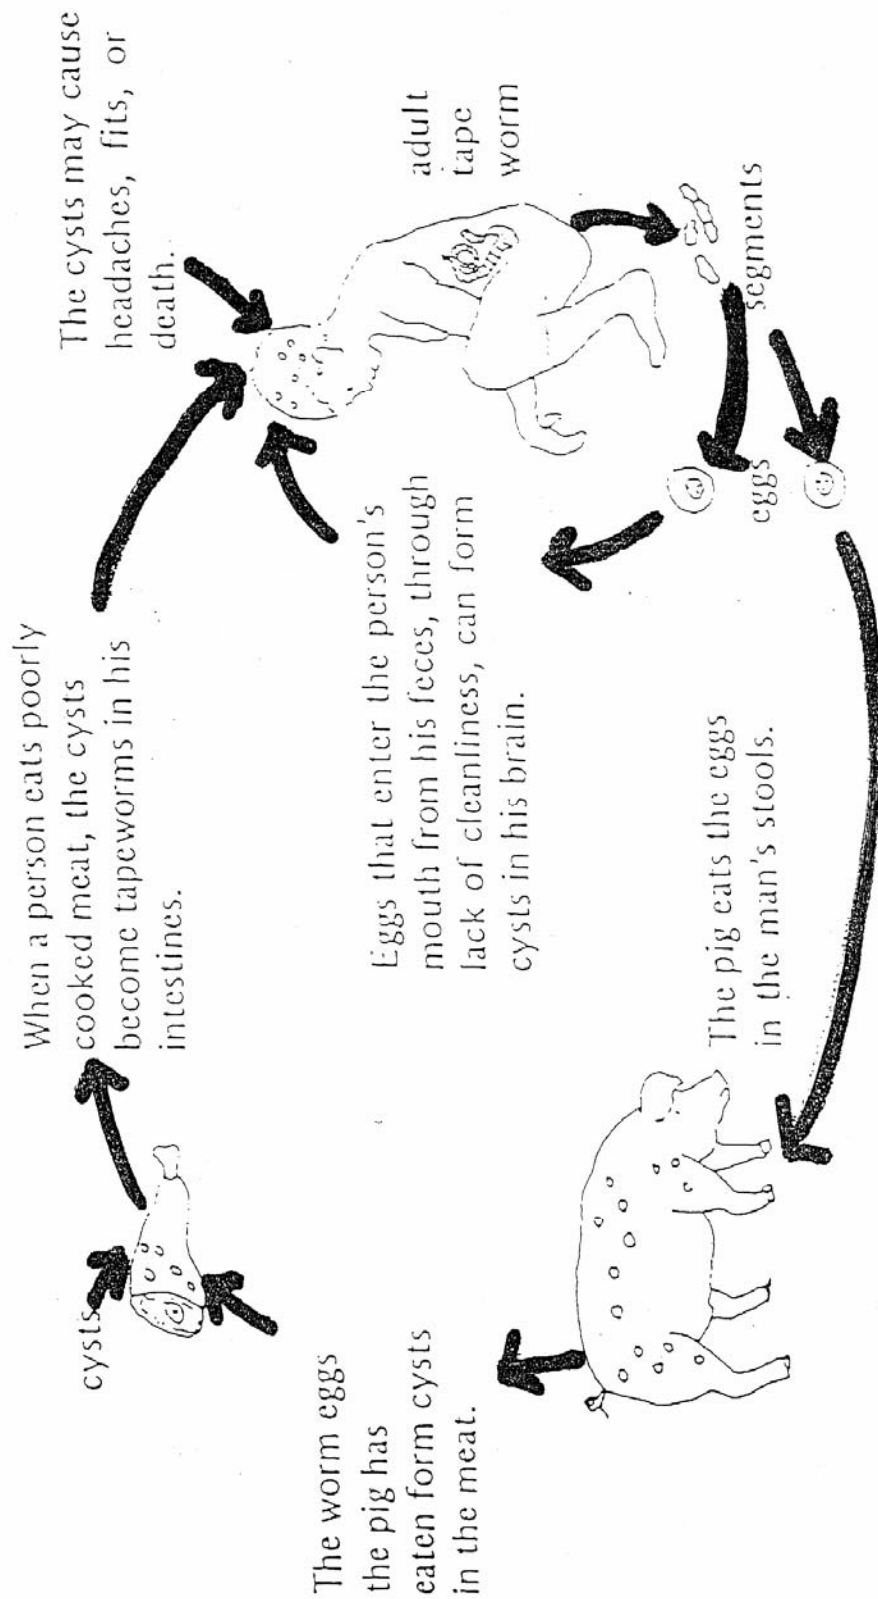 cysts
When a person eats poorly
cooked meat, the cysts
become tapeworms in his
intestines.
The cysts may cause
headaches, fits, or
death.
The worm eggs
the pig has
eaten form cysts
in the meat.
Eggs that enter the person's
mouth from his feces, through
lack of cleanliness, can form
cysts in his brain.
adult
tape
worm
The pig eats the eggs
in the man's stools.
eggs
segments